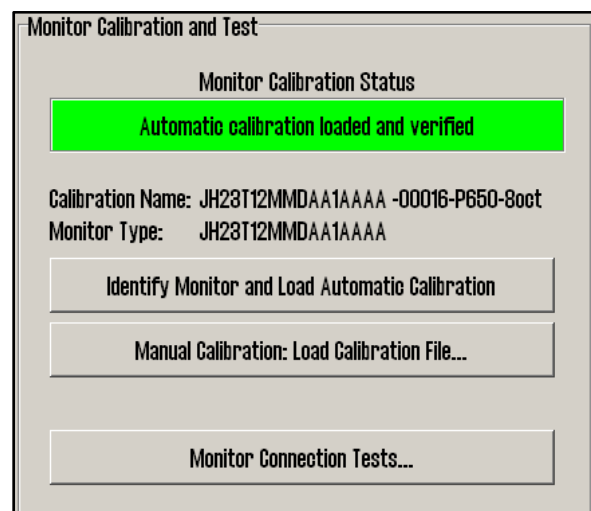 Monitor Calibration and Test
Monitor Calibration Status
Automatic calibration loaded and verified
Calibration Name: JH23T12MMDAA1AAAA -00016-P650-8oct
Monitor Type: JH23T12MMDAA1AAAA
Identify Monitor and Load Automatic Calibration
Manual Calibration: Load Calibration File...
Monitor Connection Tests...